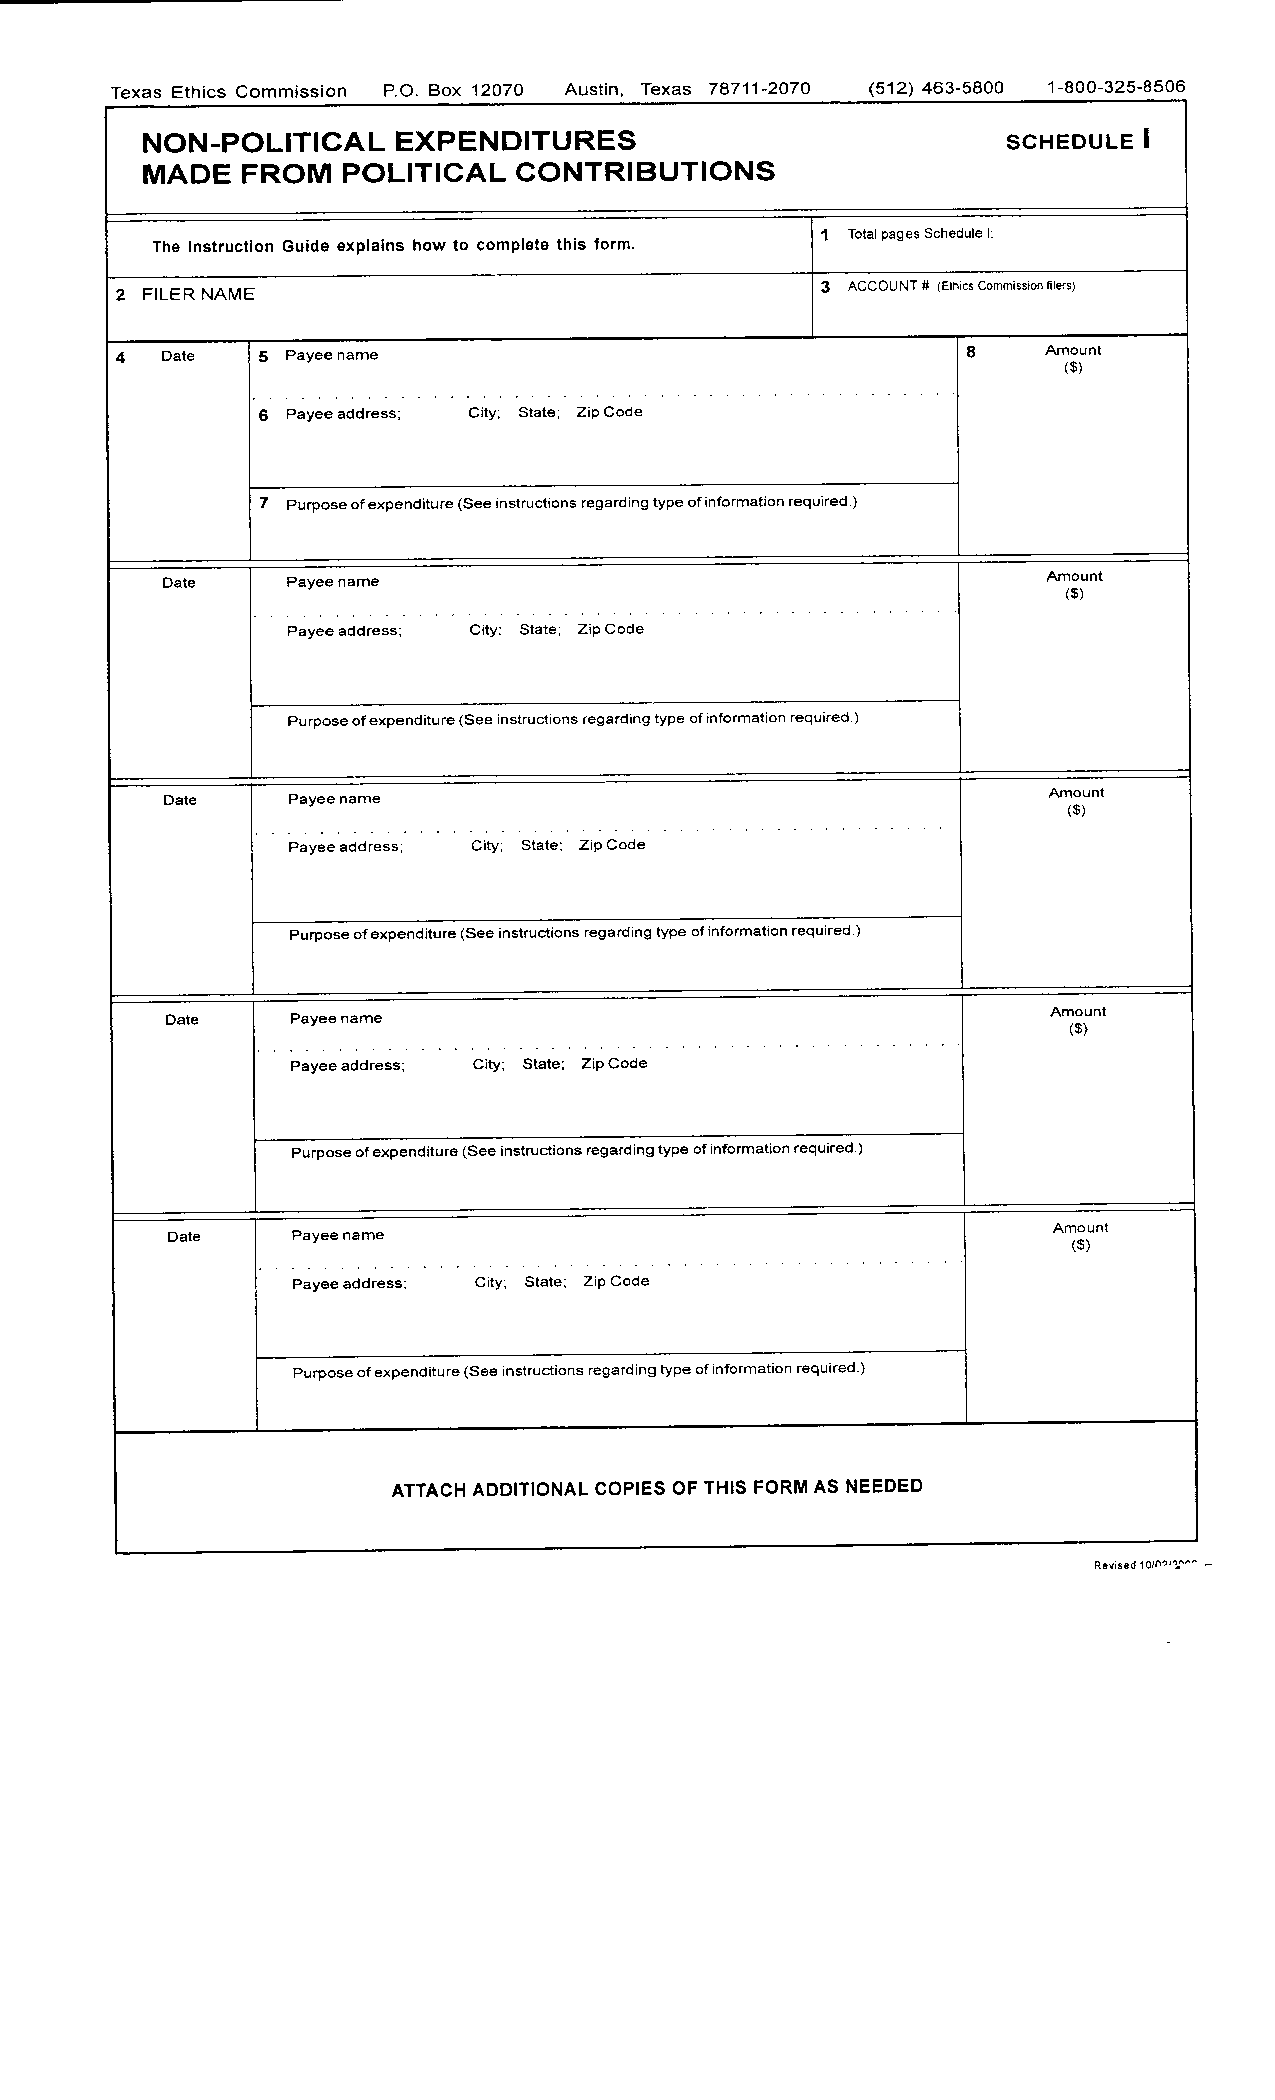 Texas Ethics Commission P.O. Box 12070 Austin, Texas 78711-2070 (512) 463-5800 1-800-325-8506
NON-POLITICAL EXPENDITURES SCHEDULE I
MADE FROM POLITICAL CONTRIBUTIONS
The Instruction Guide explains how to complete this form.
1 Total pages Schedule I:
2 FILER NAME
3 ACCOUNT # (Ethics Commission filers)
4 Date
5 Payee name
8 Amount
($)
6 Payee address; City; State; Zip Code
7 Purpose of expenditure (See instructions regarding type of information required.)
Date
Payee name
Amount
($)
Payee address; City; State; Zip Code
Purpose of expenditure (See instructions regarding type of information required.)
Date
Payee name
Amount
($)
Payee address; City; State; Zip Code
Purpose of expenditure (See instructions regarding type of information required.)
Date
Payee name
Amount
($)
Payee address; City; State; Zip Code
Purpose of expenditure (See instructions regarding type of information required.)
Date
Payee name
Amount
($)
Payee address; City; State; Zip Code
Purpose of expenditure (See instructions regarding type of information required.)
ATTACH ADDITIONAL COPIES OF THIS FORM AS NEEDED
Revised